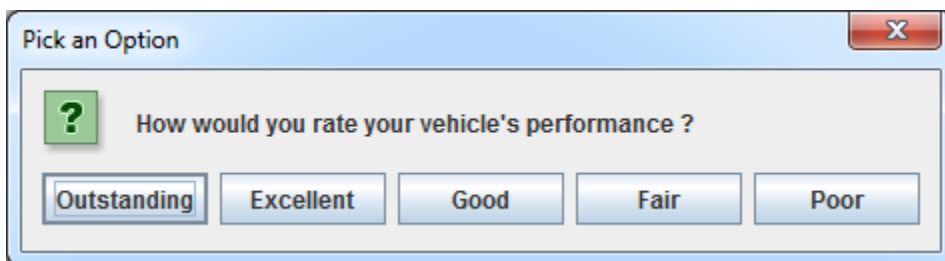 Pick an Option
How would you rate your vehicle's performance ?
Outstanding Excellent Good Fair Poor